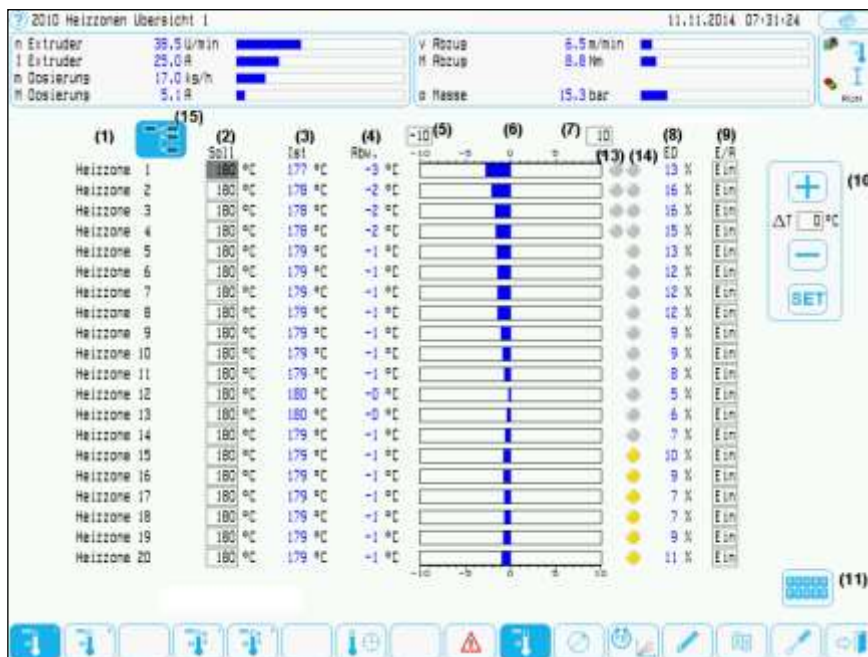 2010 Heizzonen Übersicht 1 11.11.2014 07:31:24
n Extruder 38.5 U/min v Abzug 6.5 m/min
I Extruder 25.0 A M Abzug 8.8 Nm
m Dosierung 17.0 kg/h
M Dosierung 5.1 A p Masse 15.3 bar
(15)
(1) (2) (3) (4) -10 (5) (6) (7) 10 (8) (9)
Soll Ist Abw. -10 -5 0 5 10 (13) (14) ED E/A
Heizzone 1 180 °C 177 °C -3 °C 13 % Ein
Heizzone 2 180 °C 178 °C -2 °C 16 % Ein
Heizzone 3 180 °C 178 °C -2 °C 16 % Ein
Heizzone 4 180 °C 178 °C -2 °C 15 % Ein
Heizzone 5 180 °C 179 °C -1 °C 13 % Ein
Heizzone 6 180 °C 179 °C -1 °C 12 % Ein
Heizzone 7 180 °C 179 °C -1 °C 12 % Ein
Heizzone 8 180 °C 179 °C -1 °C 12 % Ein
Heizzone 9 180 °C 179 °C -1 °C 9 % Ein
Heizzone 10 180 °C 179 °C -1 °C 9 % Ein
Heizzone 11 180 °C 179 °C -1 °C 8 % Ein
Heizzone 12 180 °C 180 °C -0 °C 5 % Ein
Heizzone 13 180 °C 180 °C -0 °C 6 % Ein
Heizzone 14 180 °C 179 °C -1 °C 7 % Ein
Heizzone 15 180 °C 179 °C -1 °C 10 % Ein
Heizzone 16 180 °C 179 °C -1 °C 9 % Ein
Heizzone 17 180 °C 179 °C -1 °C 7 % Ein
Heizzone 18 180 °C 179 °C -1 °C 7 % Ein
Heizzone 19 180 °C 179 °C -1 °C 9 % Ein
Heizzone 20 180 °C 179 °C -1 °C 11 % Ein
-10 -5 0 5 10
(10
ΔT 0 °C
SET
(11)